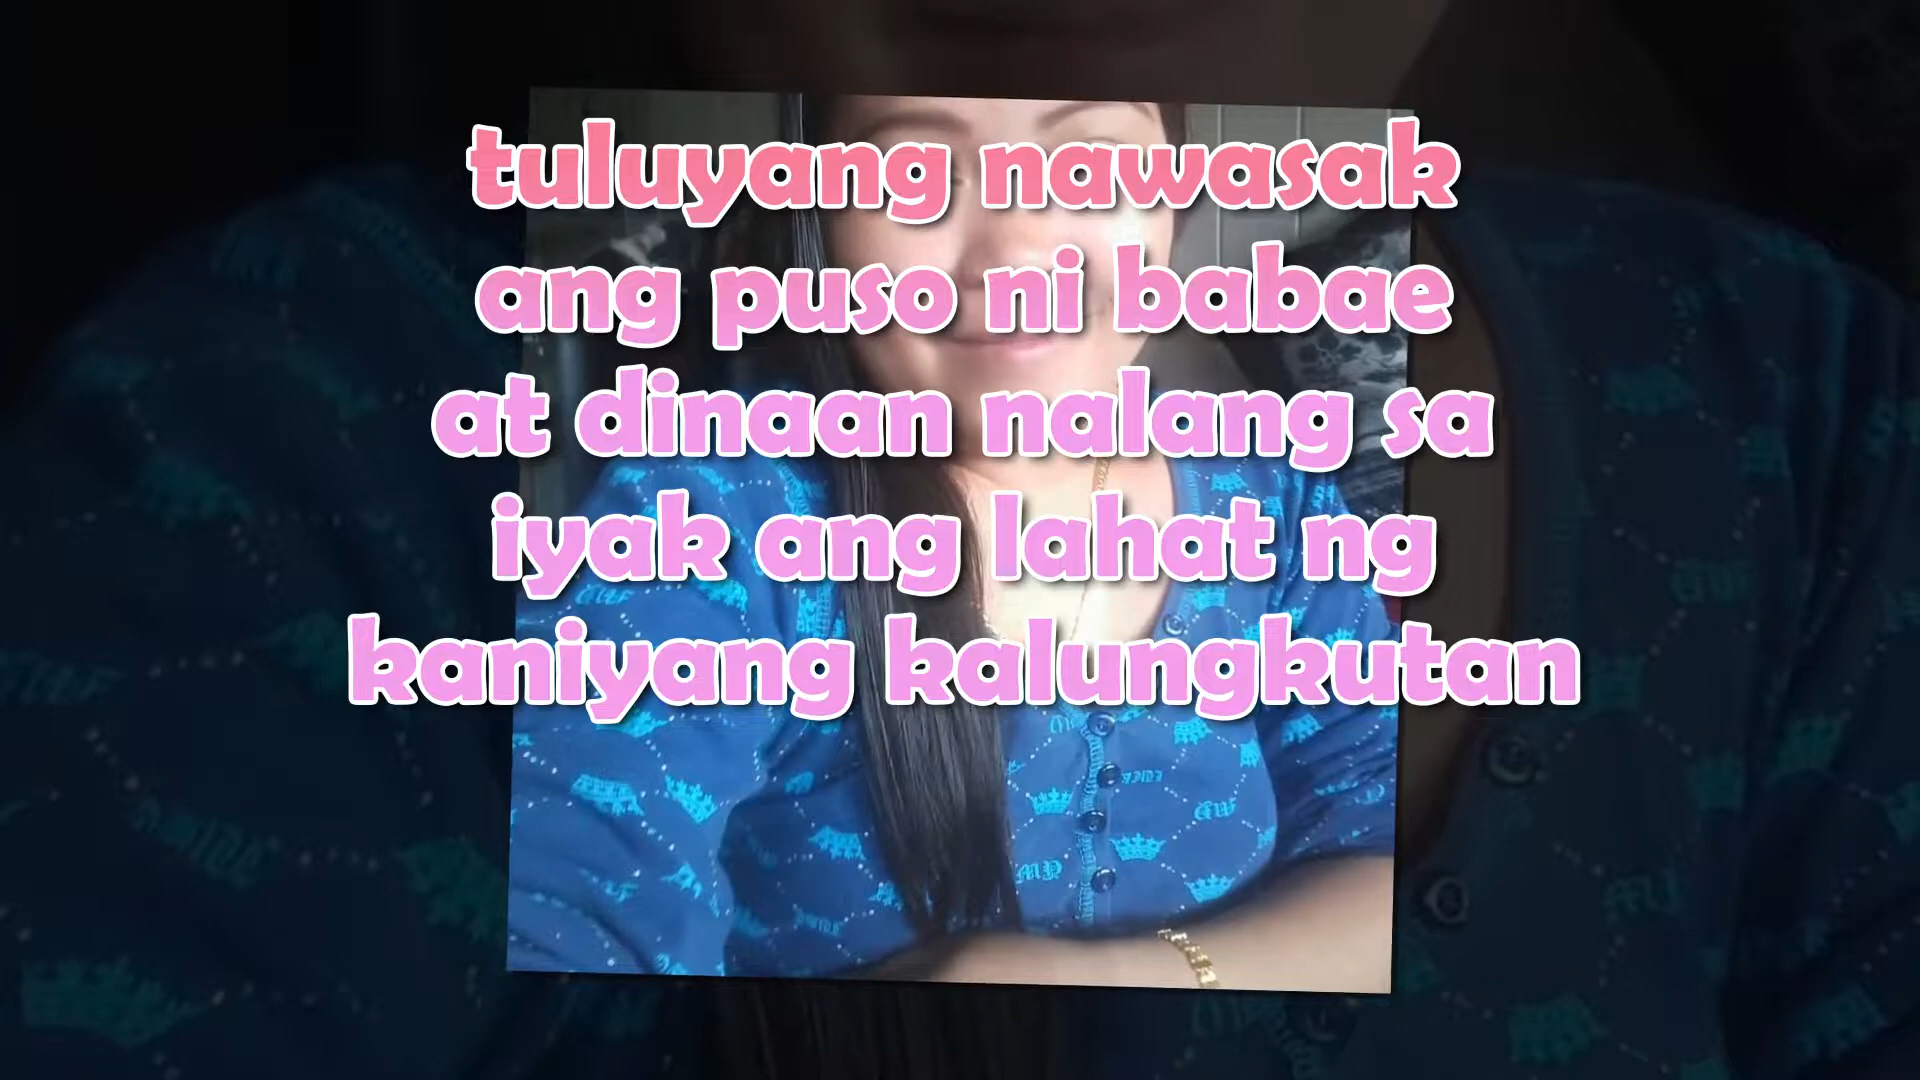 tuluyang nawasak
ang puso ni babae
at dinaan nalang sa
iyak ang lahat ng
kaniyang kalungkutan